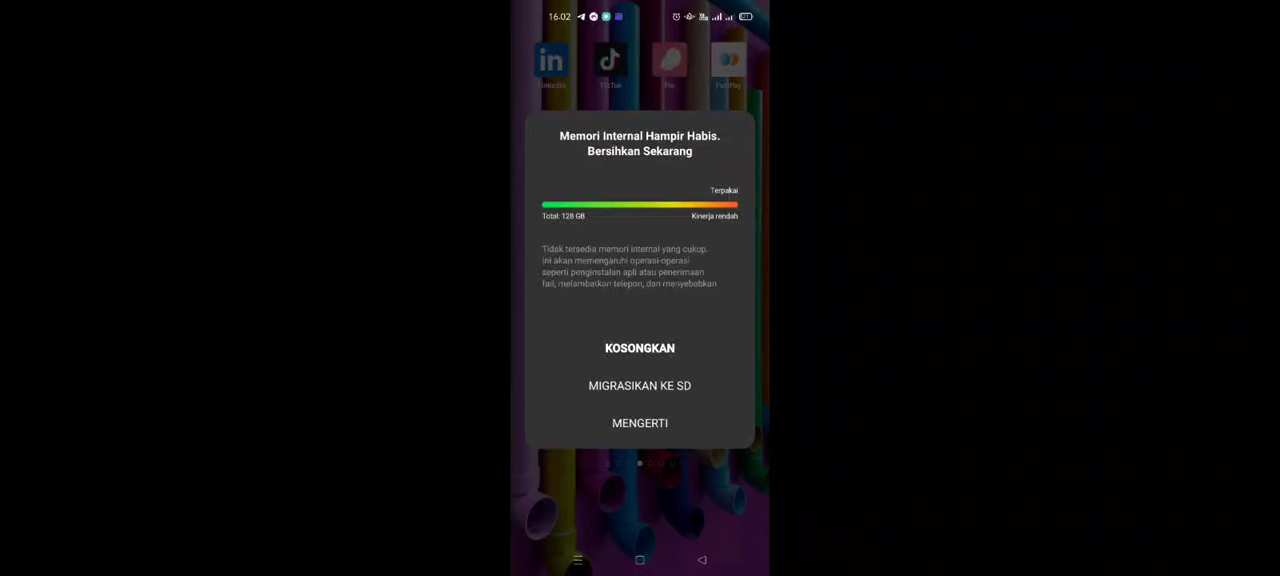 16.02
LinkedIn
TikTok
Flo
FastPay
Memori Internal Hampir Habis.
Bersihkan Sekarang
Terpakai
Total: 128 GB
Kinerja rendah
Tidak tersedia memori internal yang cukup.
ini akan memengaruhi operasi-operasi
seperti penginstalan apli atau penerimaan
fail, melambatkan telepon, dan menyebabkan
KOSONGKAN
MIGRASIKAN KE SD
MENGERTI